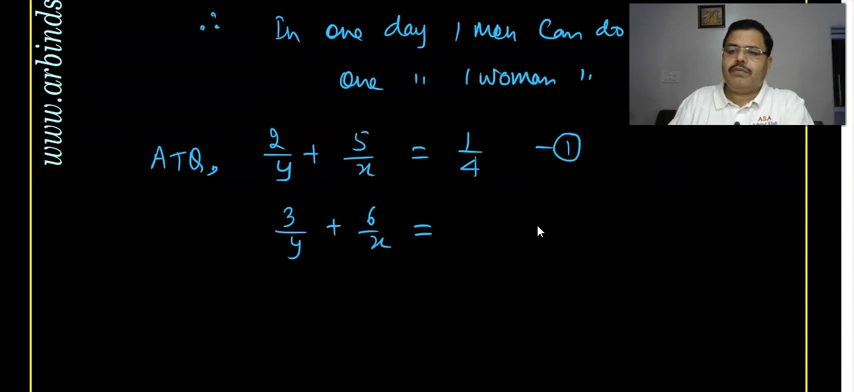 ∴ In one day 1 Men Can do
one " 1 woman "
ATQ, 2/y + 5/x = 1/4 - ①
3/y + 6/x =
www.arbinds
ASA